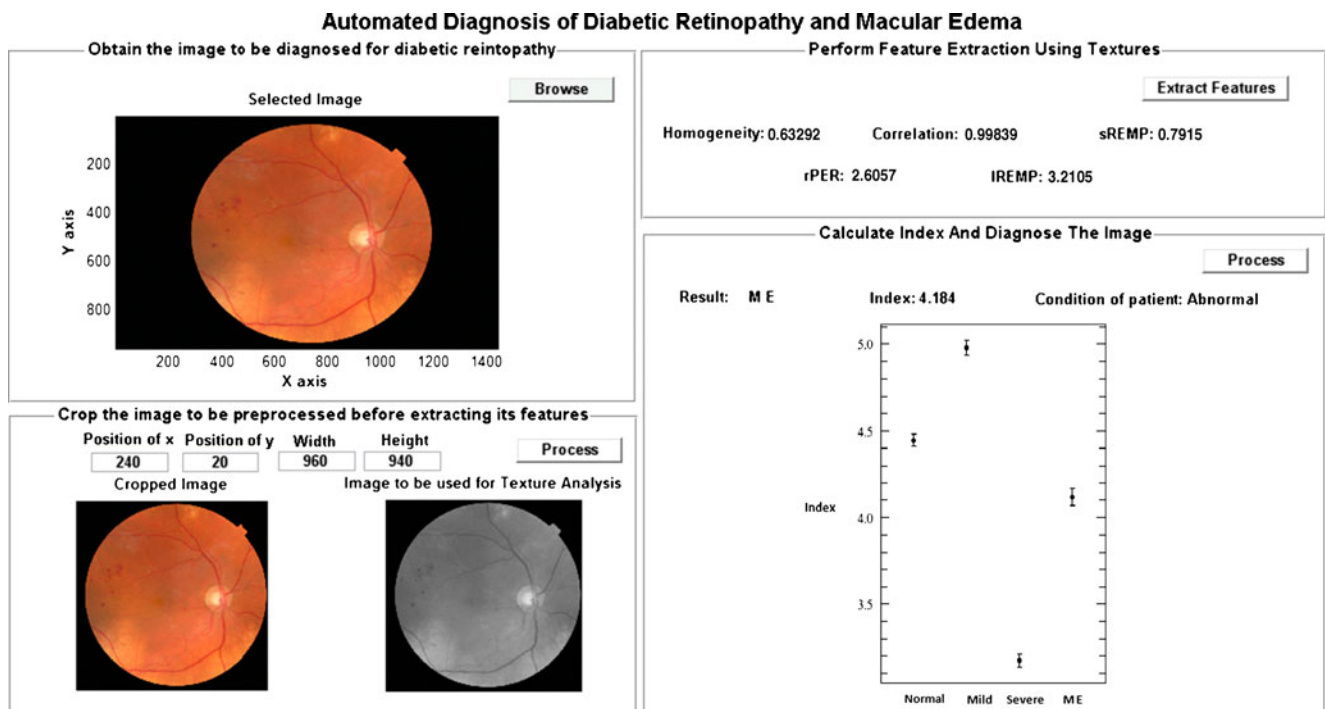 Automated Diagnosis of Diabetic Retinopathy and Macular Edema
Obtain the image to be diagnosed for diabetic reintopathy
Browse
Selected Image
200
400
600
800
Y axis
200 400 600 800 1000 1200 1400
X axis
Crop the image to be preprocessed before extracting its features
Position of x Position of y Width Height
240 20 960 940
Process
Cropped Image
Image to be used for Texture Analysis
Perform Feature Extraction Using Textures
Extract Features
Homogeneity: 0.63292 Correlation: 0.99839 sREMP: 0.7915
rPER: 2.6057 lREMP: 3.2105
Calculate Index And Diagnose The Image
Process
Result: M E Index: 4.184 Condition of patient: Abnormal
5.0
4.5
4.0
3.5
Index
Normal Mild Severe ME